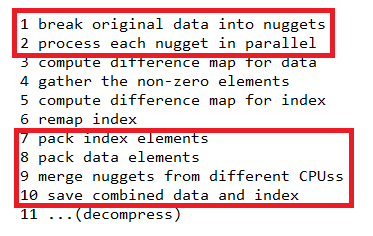 1 break original data into nuggets
2 process each nugget in parallel
3 compute difference map for data
4 gather the non-zero elements
5 compute difference map for index
6 remap index
7 pack index elements
8 pack data elements
9 merge nuggets from different CPUss
10 save combined data and index
11 ...(decompress)